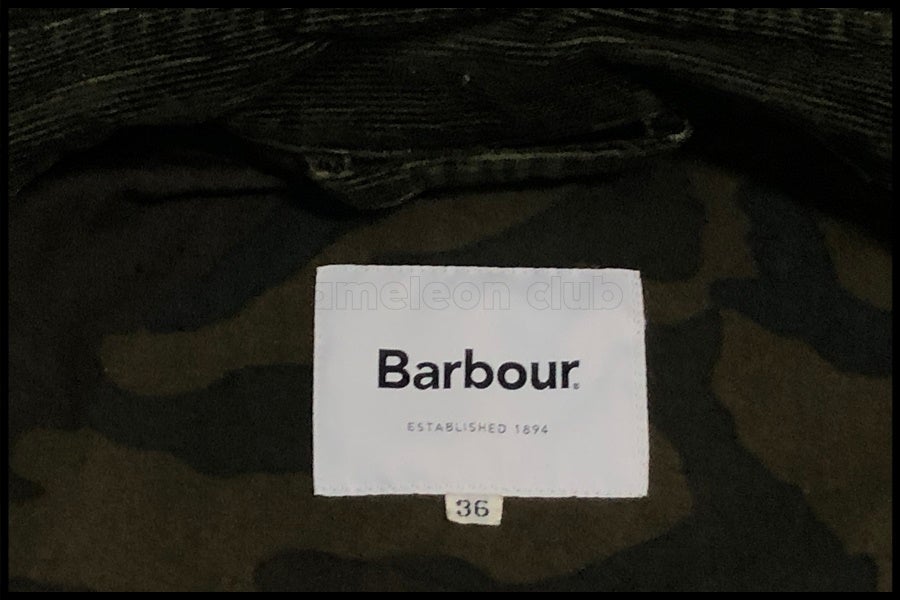 ameleon club
Barbour®
ESTABLISHED 1894
36